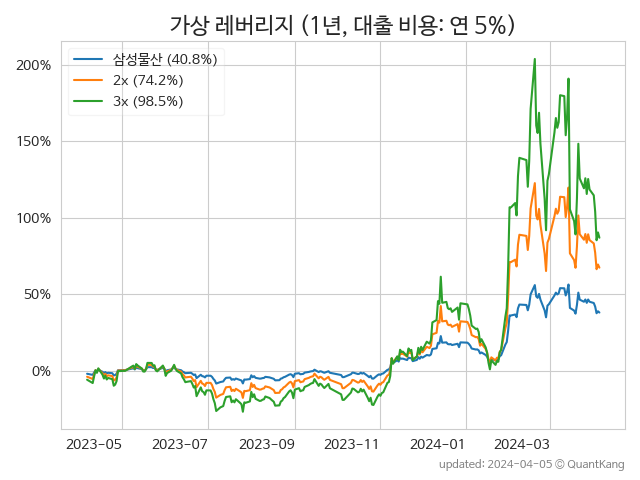 가상 레버리지 (1년, 대출 비용: 연 5%)
삼성물산 (40.8%)
2x (74.2%)
3x (98.5%)
200%
150%
100%
50%
0%
2023-05 2023-07 2023-09 2023-11 2024-01 2024-03
updated: 2024-04-05 © QuantKang